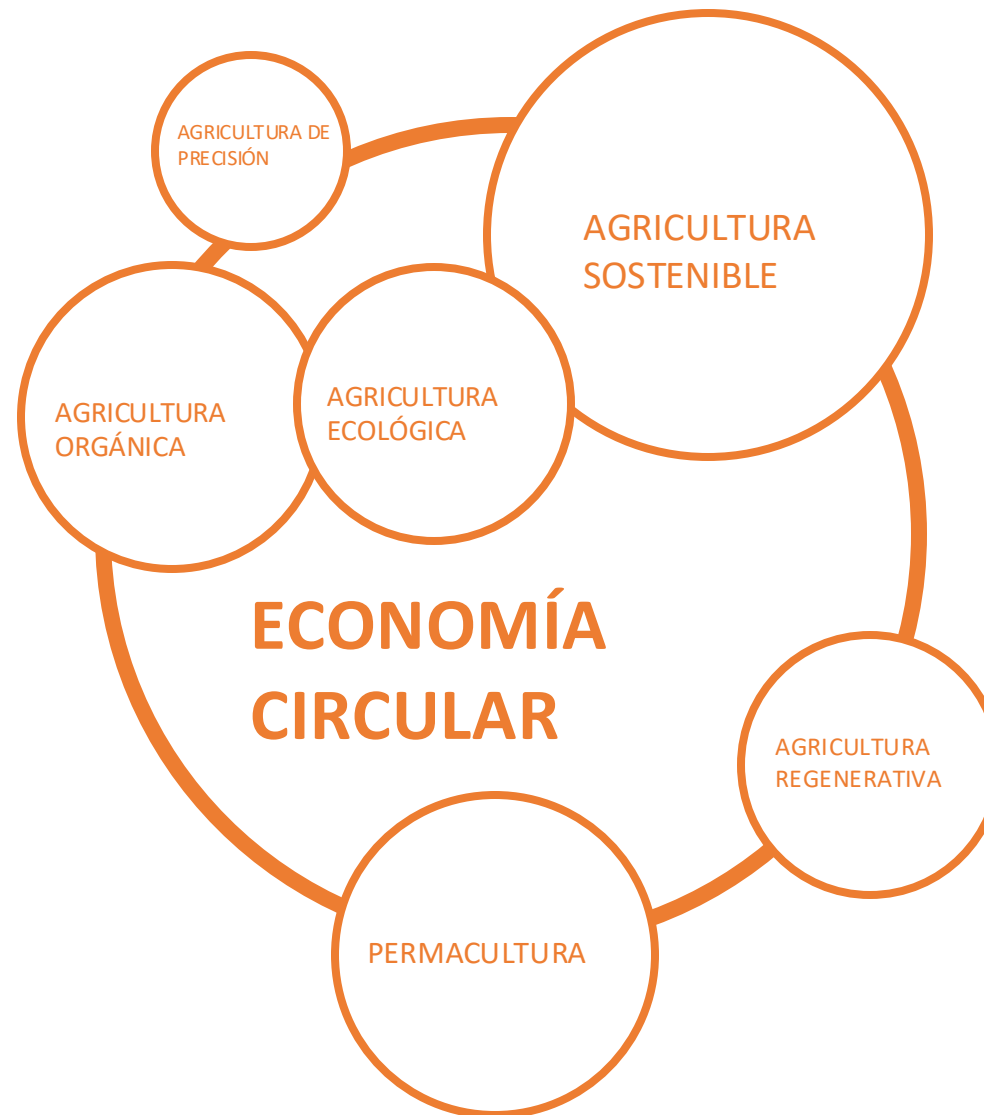 AGRICULTURA DE
PRECISIÓN
AGRICULTURA
SOSTENIBLE
AGRICULTURA
ORGÁNICA
AGRICULTURA
ECOLÓGICA
ECONOMÍA
CIRCULAR
AGRICULTURA
REGENERATIVA
PERMACULTURA